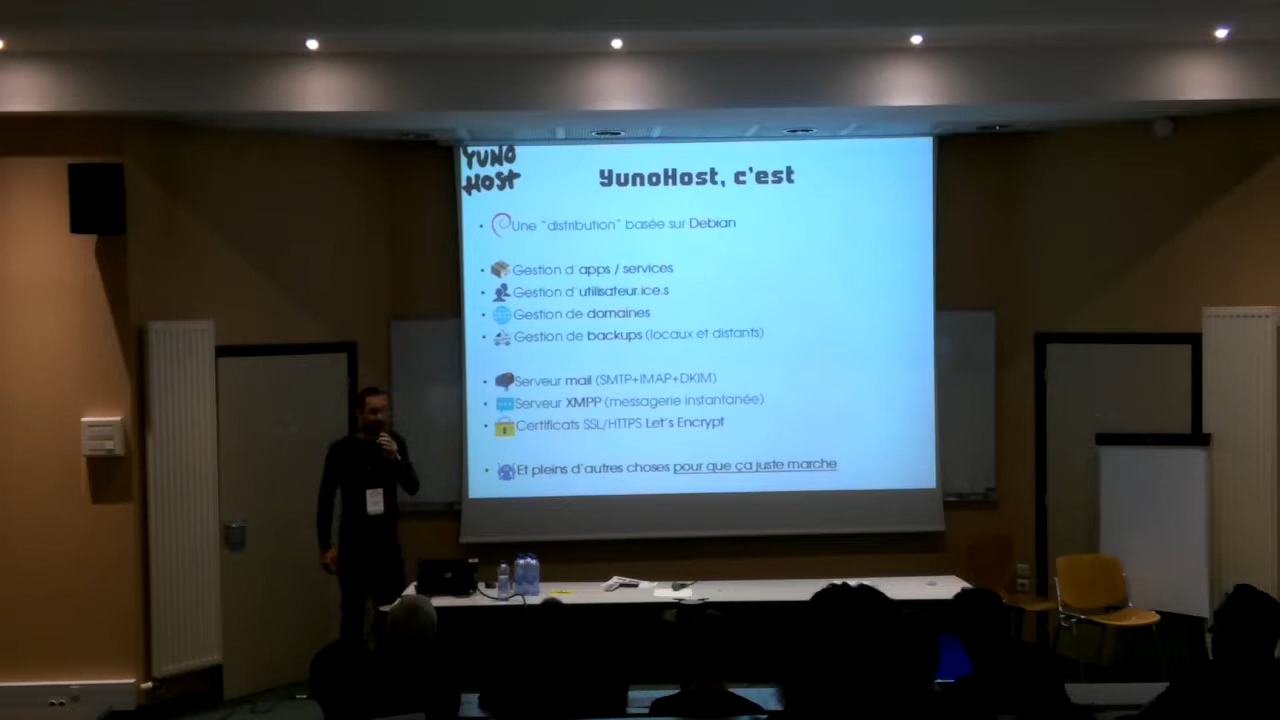 YUNO
HOST
YunoHost, c'est
Une "distribution" basée sur Debian
Gestion d'apps / services
Gestion d'utilisateur.ice.s
Gestion de domaines
Gestion de backups (locaux et distants)
Serveur mail (SMTP+IMAP+DKIM)
Serveur XMPP (messagerie instantanée)
Certificats SSL/HTTPS Let's Encrypt
Et pleins d'autres choses pour que ça juste marche